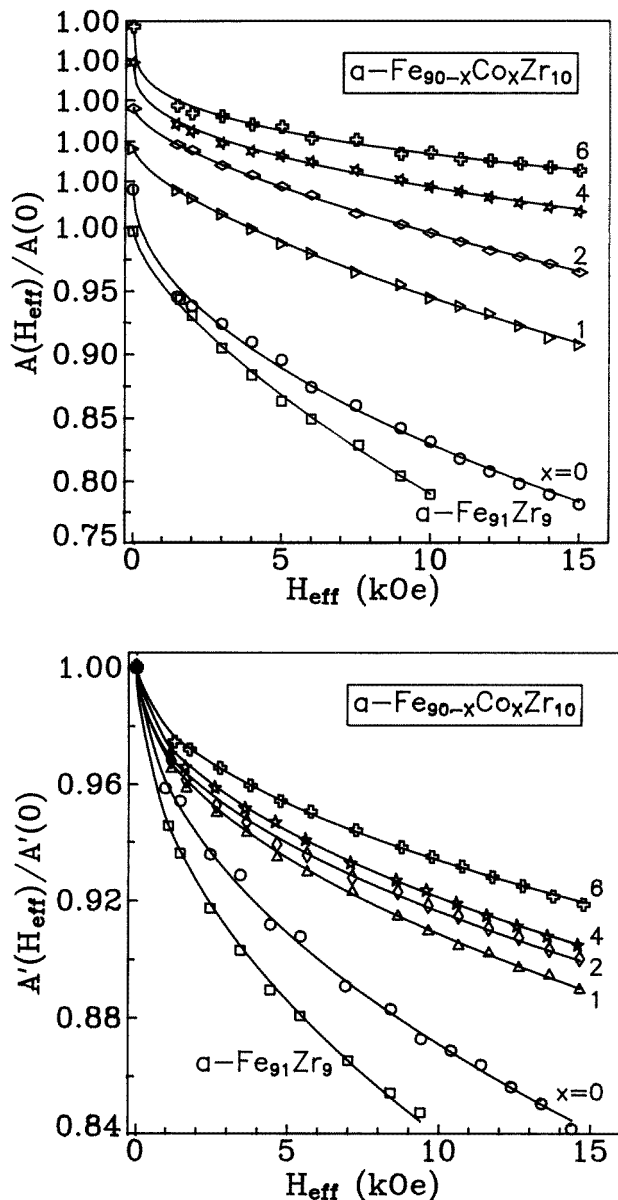 1.00
1.00
a−Fe90−xCoxZr10
1.00
6
1.00
4
1.00
2
1.00
0.95
1
0.90
0.85
x=0
0.80
a−Fe91Zr9
0.75
0 5 10 15
Heff (kOe)
A(Heff)/A(0)
1.00
a−Fe90−xCoxZr10
0.96
6
0.92
4
2
1
0.88
a−Fe91Zr9
x=0
0.84
0 5 10 15
Heff (kOe)
A'(Heff)/A'(0)